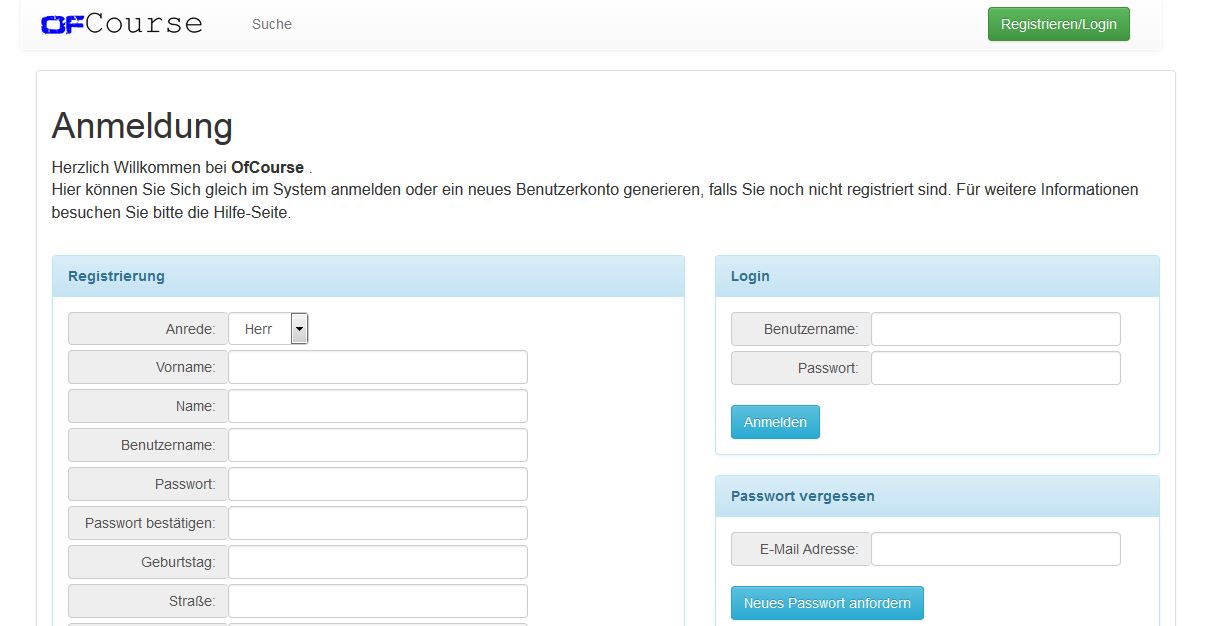 OFCourse
Suche
Registrieren/Login
Anmeldung
Herzlich Willkommen bei OfCourse .
Hier können Sie Sich gleich im System anmelden oder ein neues Benutzerkonto generieren, falls Sie noch nicht registriert sind. Für weitere Informationen
besuchen Sie bitte die Hilfe-Seite.
Registrierung
Anrede: Herr
Vorname:
Name:
Benutzername:
Passwort:
Passwort bestätigen:
Geburtstag:
Straße:
Login
Benutzername:
Passwort:
Anmelden
Passwort vergessen
E-Mail Adresse:
Neues Passwort anfordern